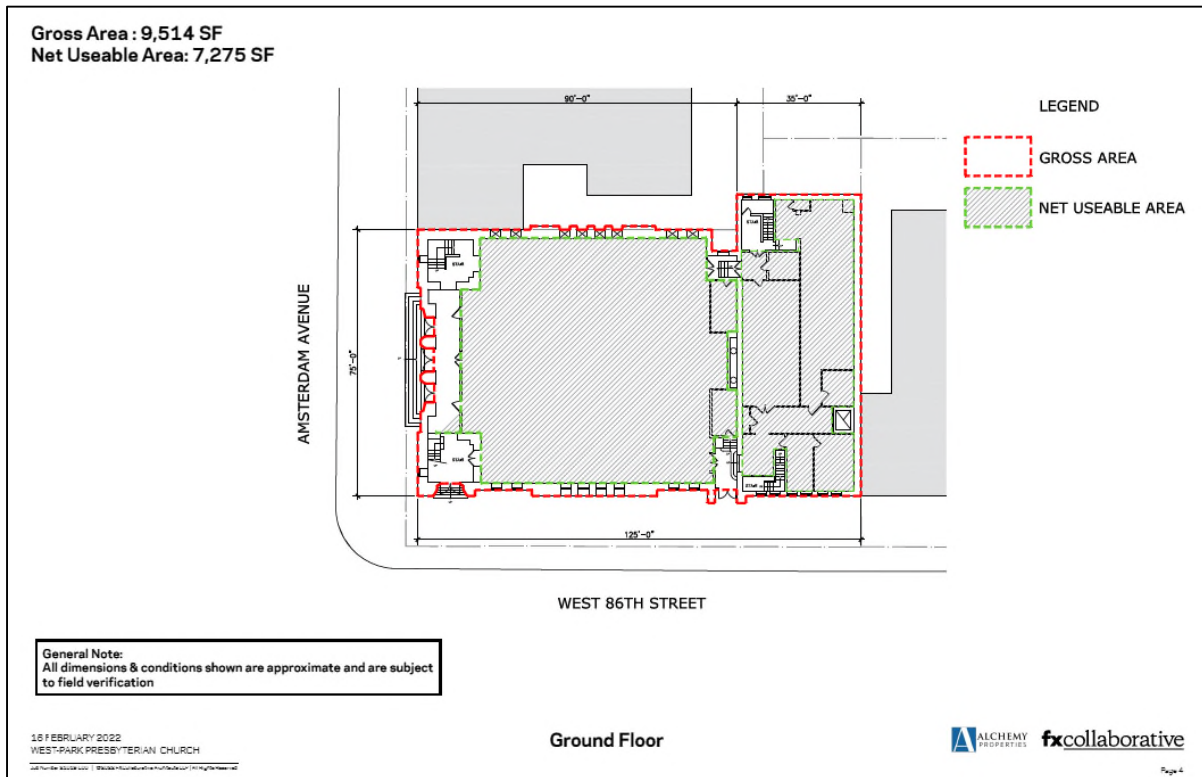 Gross Area : 9,514 SF
Net Useable Area: 7,275 SF
90'-0"
35'-0"
LEGEND
GROSS AREA
NET USEABLE AREA
STAIR
STAIR
AMSTERDAM AVENUE
75'-0"
STAIR
STAIR
125'-0"
WEST 86TH STREET
General Note:
All dimensions & conditions shown are approximate and are subject
to field verification
16 FEBRUARY 2022
WEST-PARK PRESBYTERIAN CHURCH
Ground Floor
ALCHEMY
PROPERTIES
fxcollaborative
Page 4